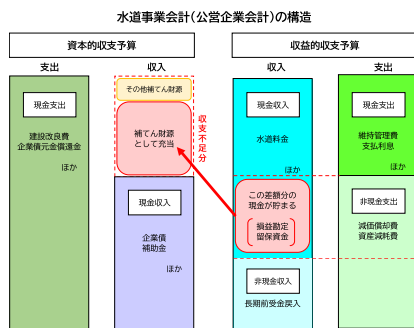 水道事業会計(公営企業会計)の構造
資本的収支予算
収益的収支予算
支出
収入
収入
支出
現金支出
建設改良費
企業債元金償還金
ほか
その他補てん財源
補てん財源
として充当
収支不足分
現金収入
企業債
補助金
ほか
現金収入
水道料金
ほか
この差額分の
現金が貯まる
損益勘定
留保資金
非現金収入
長期前受金戻入
現金支出
維持管理費
支払利息
ほか
非現金支出
減価償却費
資産減耗費